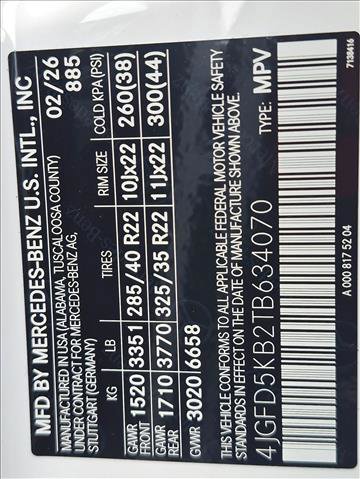 MFD BY MERCEDES-BENZ U.S. INTL., INC
MANUFACTURED IN USA (ALABAMA, TUSCALOOSA COUNTY) 02/26
IN USA FOR MERCEDES-BENZ AG, 885
STUTTGART (GERMANY)
KG LB TIRES RIM SIZE COLD KPA(PSI)
GAWR FRONT 1520 3351 285/40 R22 10Jx22 260(38)
GAWR REAR 1710 3770 325/35 R22 11Jx22 300(44)
GVWR 3020 6658
THIS VEHICLE CONFORMS TO ALL APPLICABLE FEDERAL MOTOR VEHICLE SAFETY
STANDARDS IN EFFECT ON THE DATE OF MANUFACTURE SHOWN ABOVE.
4JGFD5KB2TB634070 TYPE: MPV
A 000 817 52 04
7138416